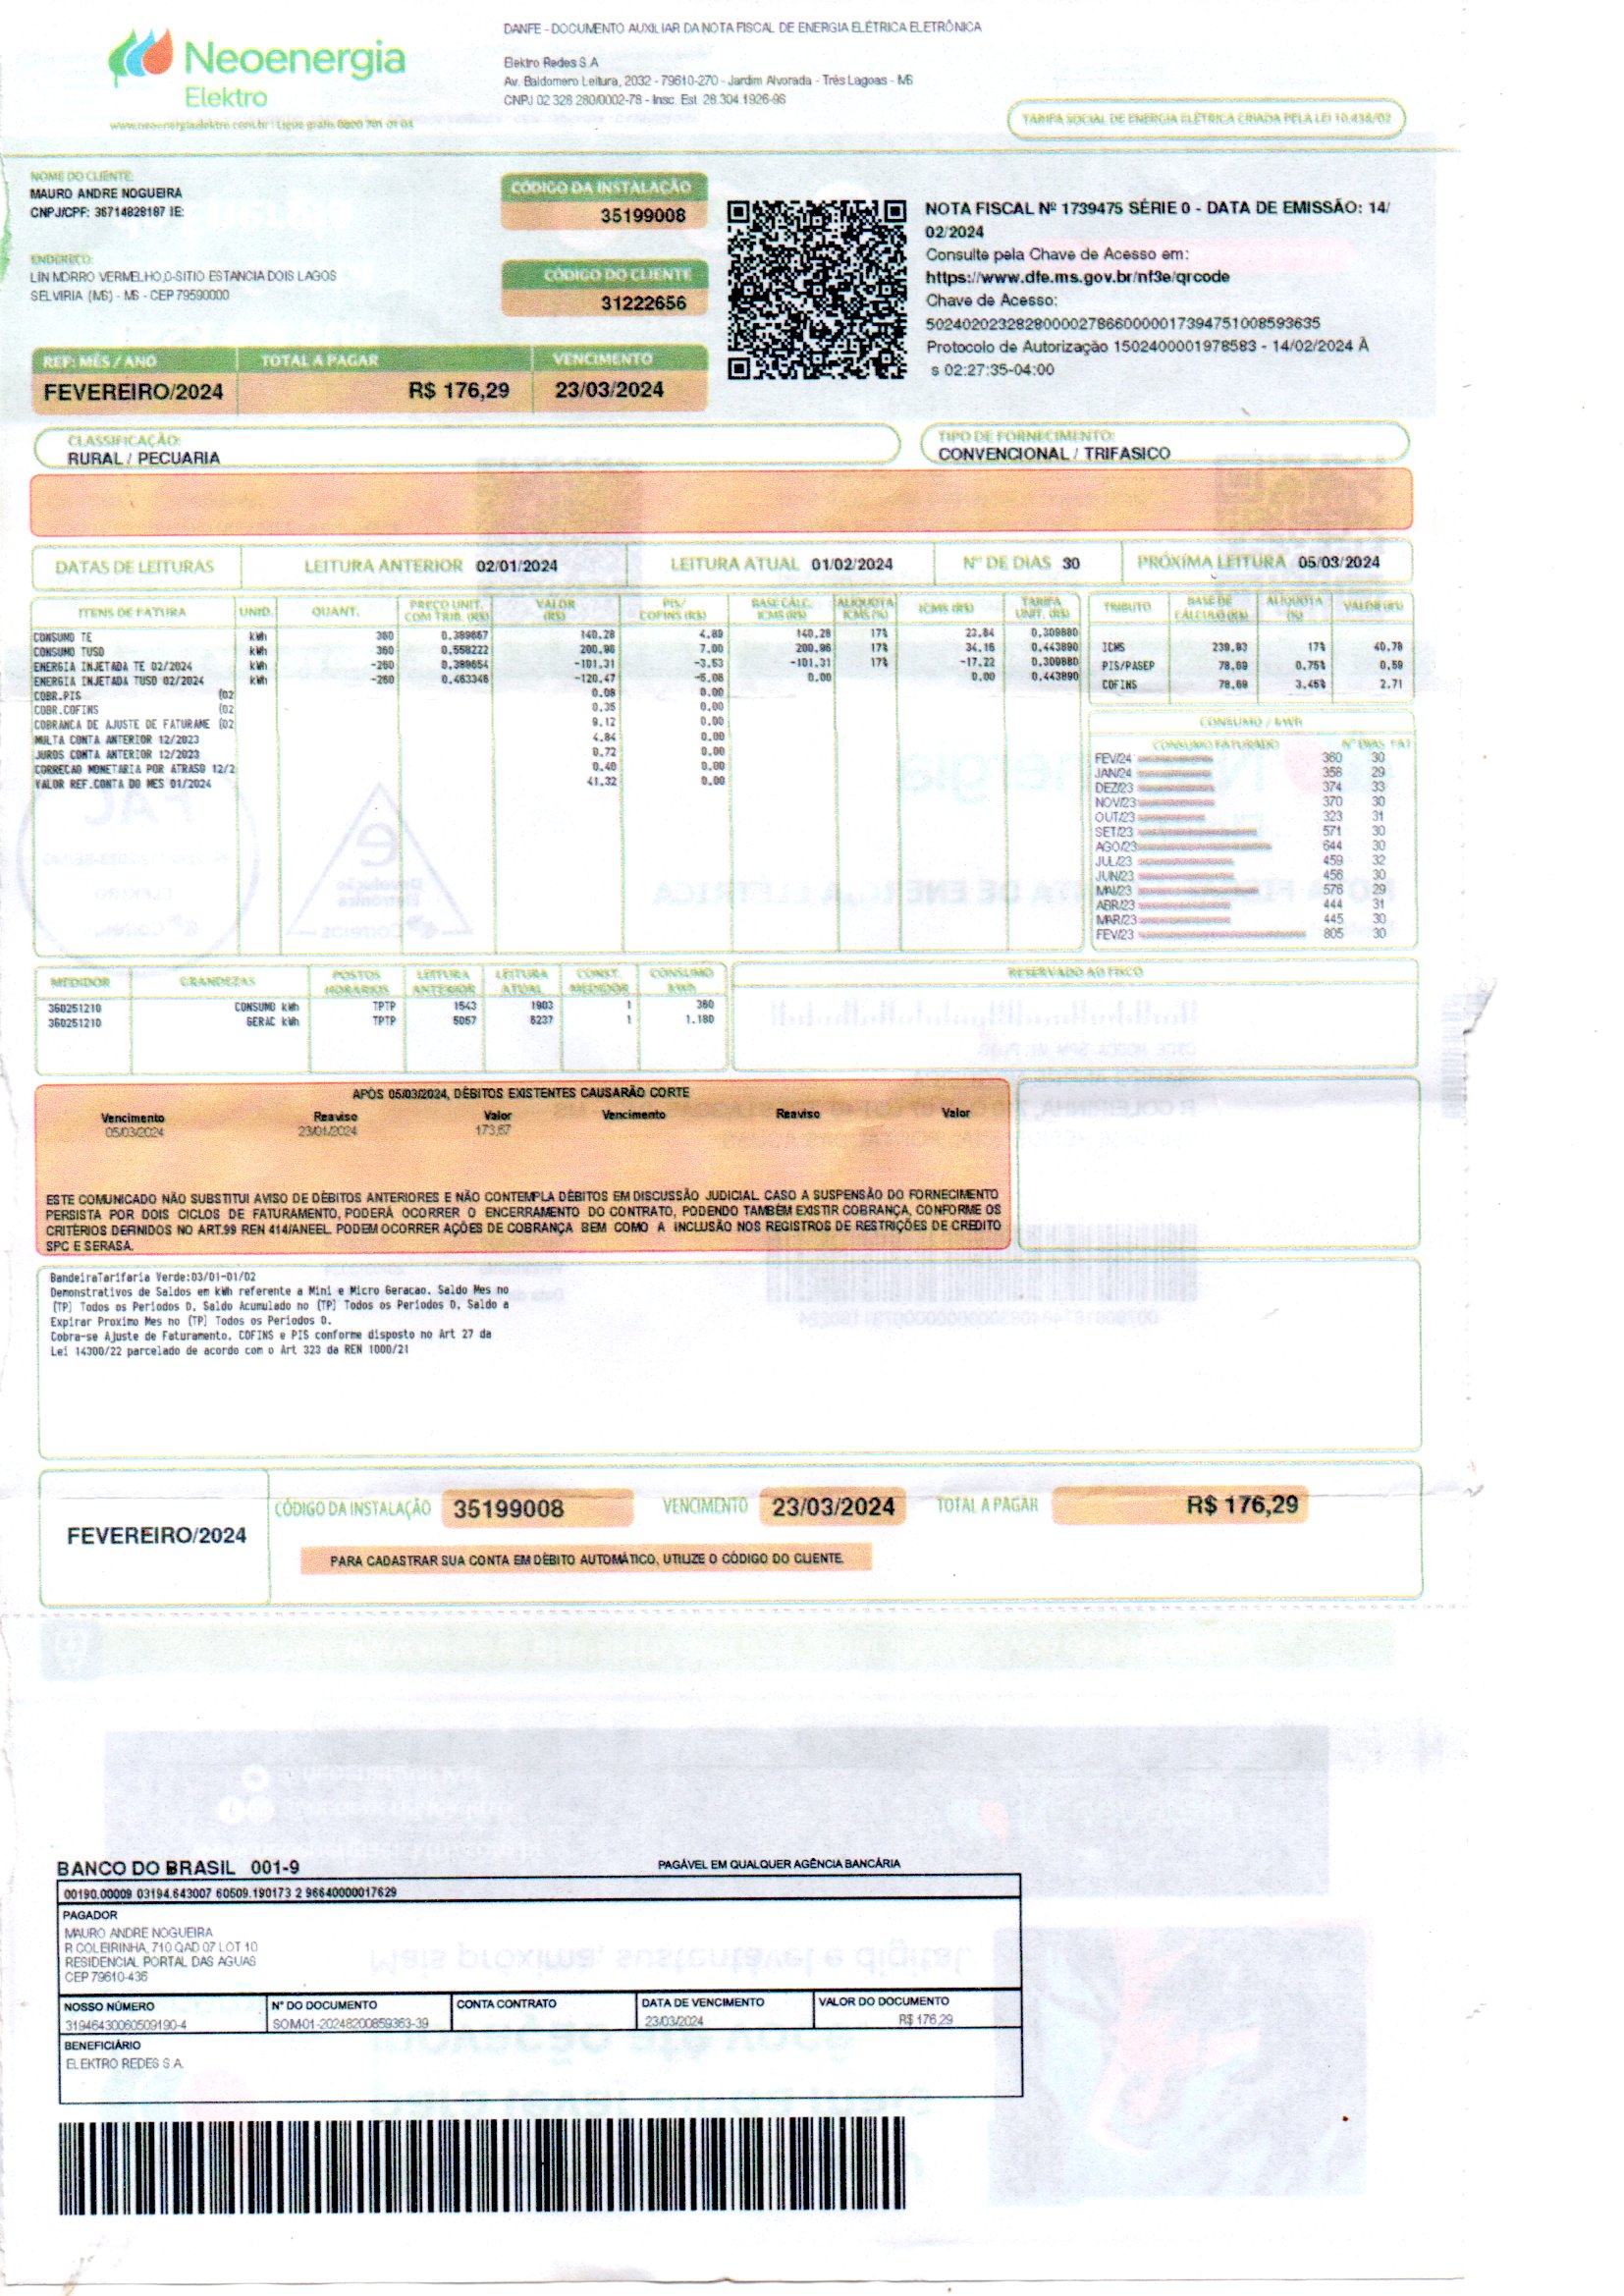 Neoenergia
Elektro
www.neoenergiaelektro.com.br | Ligue grátis 0800 701 01 02
DANFE - DOCUMENTO AUXILIAR DA NOTA FISCAL DE ENERGIA ELÉTRICA ELETRÔNICA
Elektro Redes S.A
Av. Baldomero Leitura, 2032 - 79610-270 - Jardim Alvorada - Três Lagoas - MS
CNPJ 02.328.280/0002-78 - Insc. Est. 28.304.1926-96
TARIFA SOCIAL DE ENERGIA ELÉTRICA CRIADA PELA LEI 10.438/02
NOME DO CLIENTE:
MAURO ANDRE NOGUEIRA
CNPJ/CPF: 36714828187 IE:
ENDEREÇO:
LIN MORRO VERMELHO,0-SITIO ESTANCIA DOIS LAGOS
SELVIRIA (MS) - MS - CEP 79590000
CÓDIGO DA INSTALAÇÃO
35199008
CÓDIGO DO CLIENTE
31222656
REF: MÊS / ANO TOTAL A PAGAR VENCIMENTO
FEVEREIRO/2024 R$ 176,29 23/03/2024
NOTA FISCAL Nº 1739475 SÉRIE 0 - DATA DE EMISSÃO: 14/
02/2024
Consulte pela Chave de Acesso em:
https://www.dfe.ms.gov.br/nf3e/qrcode
Chave de Acesso:
50240202328280000278660000017394751008593635
Protocolo de Autorização 1502400001978583 - 14/02/2024 À
s 02:27:35-04:00
CLASSIFICAÇÃO:
RURAL / PECUARIA
TIPO DE FORNECIMENTO:
CONVENCIONAL / TRIFASICO
DATAS DE LEITURAS LEITURA ANTERIOR 02/01/2024 LEITURA ATUAL 01/02/2024 Nº DE DIAS 30 PRÓXIMA LEITURA 05/03/2024
ITENS DE FATURA UNID. QUANT. PREÇO UNIT. COM TRIB. (R$) VALOR (R$) PIS/ COFINS (R$) BASE CÁLC. ICMS (R$) ALÍQUOTA ICMS (%) ICMS (R$) TARIFA UNIT. (R$)
CONSUMO TE kWh 360 0.389667 140.28 4.89 140.28 17% 23.84 0.309880
CONSUMO TUSD kWh 360 0.558222 200.96 7.00 200.96 17% 34.16 0.443890
ENERGIA INJETADA TE 02/2024 kWh -260 0.389654 -101.31 -3.53 -101.31 17% -17.22 0.309880
ENERGIA INJETADA TUSD 02/2024 kWh -260 0.463346 -120.47 -5.06 0.00 0.00 0.443890
COBR.PIS (02 0.08 0.00
COBR.COFINS (02 0.35 0.00
COBRANCA DE AJUSTE DE FATURAME (02 9.12 0.00
MULTA CONTA ANTERIOR 12/2023 4.84 0.00
JUROS CONTA ANTERIOR 12/2023 0.72 0.00
CORRECAO MONETARIA POR ATRASO 12/2 0.40 0.00
VALOR REF.CONTA DO MES 01/2024 41.32 0.00
TRIBUTO BASE DE CÁLCULO (R$) ALÍQUOTA (%) VALOR (R$)
ICMS 239,93 17% 40,78
PIS/PASEP 78,69 0,75% 0,59
COFINS 78,69 3,45% 2,71
CONSUMO / kWh
CONSUMO FATURADO Nº DIAS FAT
FEV/24 360 30
JAN/24 358 29
DEZ/23 374 33
NOV/23 370 30
OUT/23 323 31
SET/23 571 30
AGO/23 644 30
JUL/23 459 32
JUN/23 456 30
MAI/23 576 29
ABR/23 444 31
MAR/23 445 30
FEV/23 805 30
MEDIDOR GRANDEZAS POSTOS HORÁRIOS LEITURA ANTERIOR LEITURA ATUAL CONST. MEDIDOR CONSUMO kWh
360251210 CONSUMO kWh TPTP 1543 1903 1 360
360251210 GERAC kWh TPTP 5057 6237 1 1.180
RESERVADO AO FISCO
APÓS 05/03/2024, DÉBITOS EXISTENTES CAUSARÃO CORTE
Vencimento Reaviso Valor Vencimento Reaviso Valor
05/03/2024 23/01/2024 173,67
ESTE COMUNICADO NÃO SUBSTITUI AVISO DE DÉBITOS ANTERIORES E NÃO CONTEMPLA DÉBITOS EM DISCUSSÃO JUDICIAL. CASO A SUSPENSÃO DO FORNECIMENTO
PERSISTA POR DOIS CICLOS DE FATURAMENTO, PODERÁ OCORRER O ENCERRAMENTO DO CONTRATO, PODENDO TAMBÉM EXISTIR COBRANÇA, CONFORME OS
CRITÉRIOS DEFINIDOS NO ART.99 REN 414/ANEEL. PODEM OCORRER AÇÕES DE COBRANÇA BEM COMO A INCLUSÃO NOS REGISTROS DE RESTRIÇÕES DE CRÉDITO
SPC E SERASA.
BandeiraTarifaria Verde:03/01-01/02
Demonstrativos de Saldos em kWh referente a Mini e Micro Geracao. Saldo Mes no
(TP) Todos os Periodos 0. Saldo Acumulado no (TP) Todos os Periodos 0. Saldo a
Expirar Proximo Mes no (TP) Todos os Periodos 0.
Cobra-se Ajuste de Faturamento, COFINS e PIS conforme disposto no Art 27 da
Lei 14300/22 parcelado de acordo com o Art 323 da REN 1000/21
FEVEREIRO/2024
CÓDIGO DA INSTALAÇÃO 35199008 VENCIMENTO 23/03/2024 TOTAL A PAGAR R$ 176,29
PARA CADASTRAR SUA CONTA EM DÉBITO AUTOMÁTICO, UTILIZE O CÓDIGO DO CLIENTE.
BANCO DO BRASIL 001-9 PAGÁVEL EM QUALQUER AGÊNCIA BANCÁRIA
00190.00009 03194.643007 60509.190173 2 96640000017629
PAGADOR
MAURO ANDRE NOGUEIRA
R COLEIRINHA, 710 QAD 07 LOT 10
RESIDENCIAL PORTAL DAS AGUAS
CEP 79610-436
NOSSO NÚMERO Nº DO DOCUMENTO CONTA CONTRATO DATA DE VENCIMENTO VALOR DO DOCUMENTO
31946430060509190-4 SOM-01-20248200859363-39 23/03/2024 R$ 176,29
BENEFICIÁRIO
ELEKTRO REDES S.A.